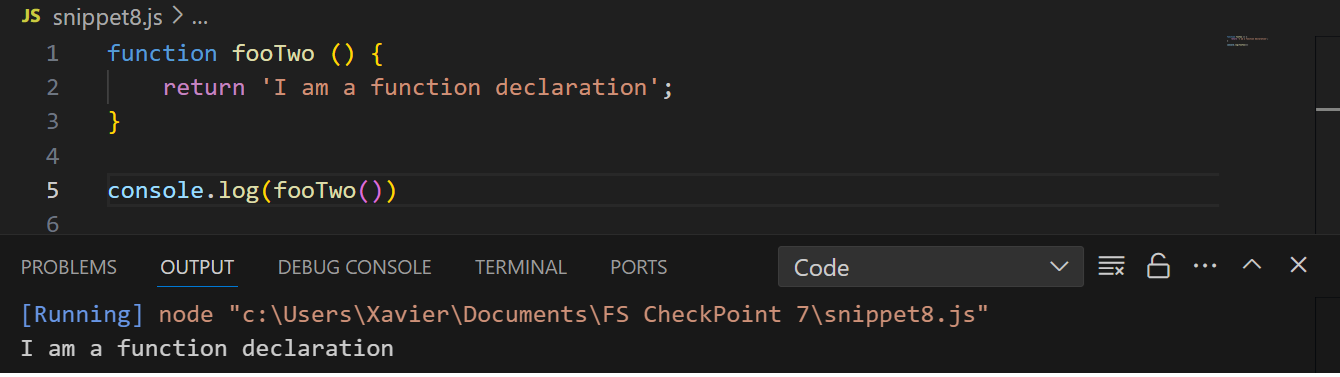 JS snippet8.js > ...
1 function fooTwo () {
2     return 'I am a function declaration';
3 }
4
5 console.log(fooTwo())
6
PROBLEMS OUTPUT DEBUG CONSOLE TERMINAL PORTS Code
[Running] node "c:\Users\Xavier\Documents\FS CheckPoint 7\snippet8.js"
I am a function declaration